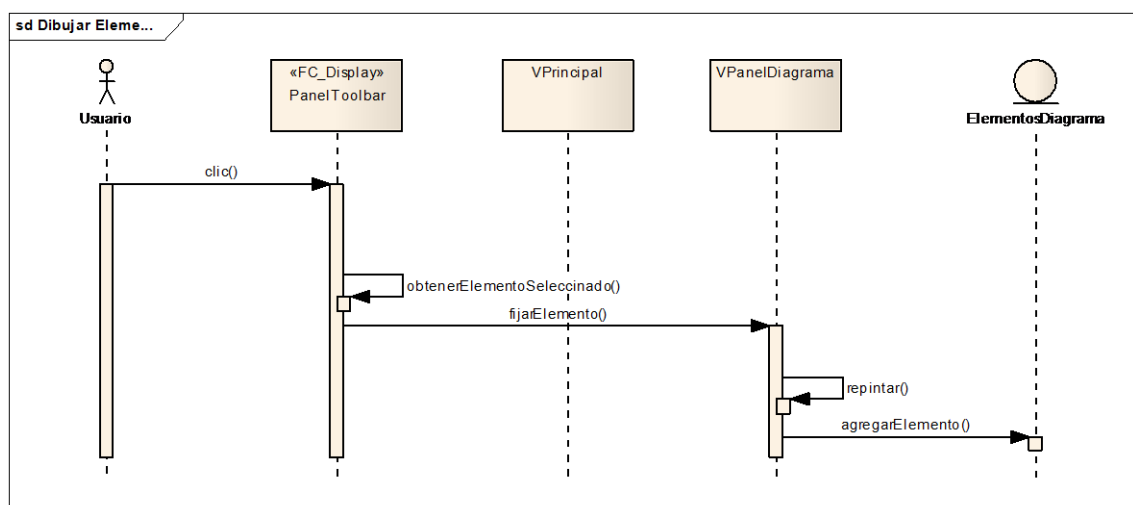 sd Dibujar Eleme...
Usuario
«FC_Display»
PanelToolbar
VPrincipal
VPanelDiagrama
ElementosDiagrama
clic()
obtenerElementoSeleccinado()
fijarElemento()
repintar()
agregarElemento()